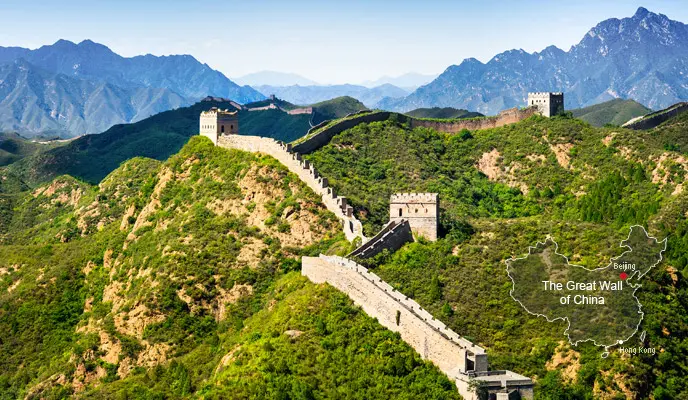 Beijing
The Great Wall
of China
Hong Kong